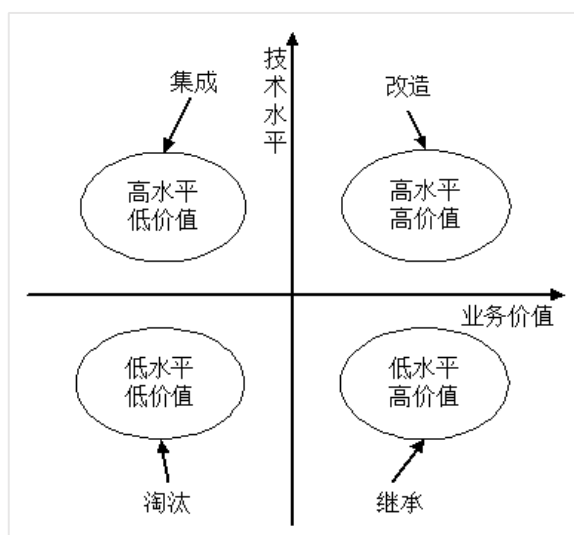 技术水平
集成
改造
高水平
低价值
高水平
高价值
业务价值
低水平
低价值
低水平
高价值
淘汰
继承